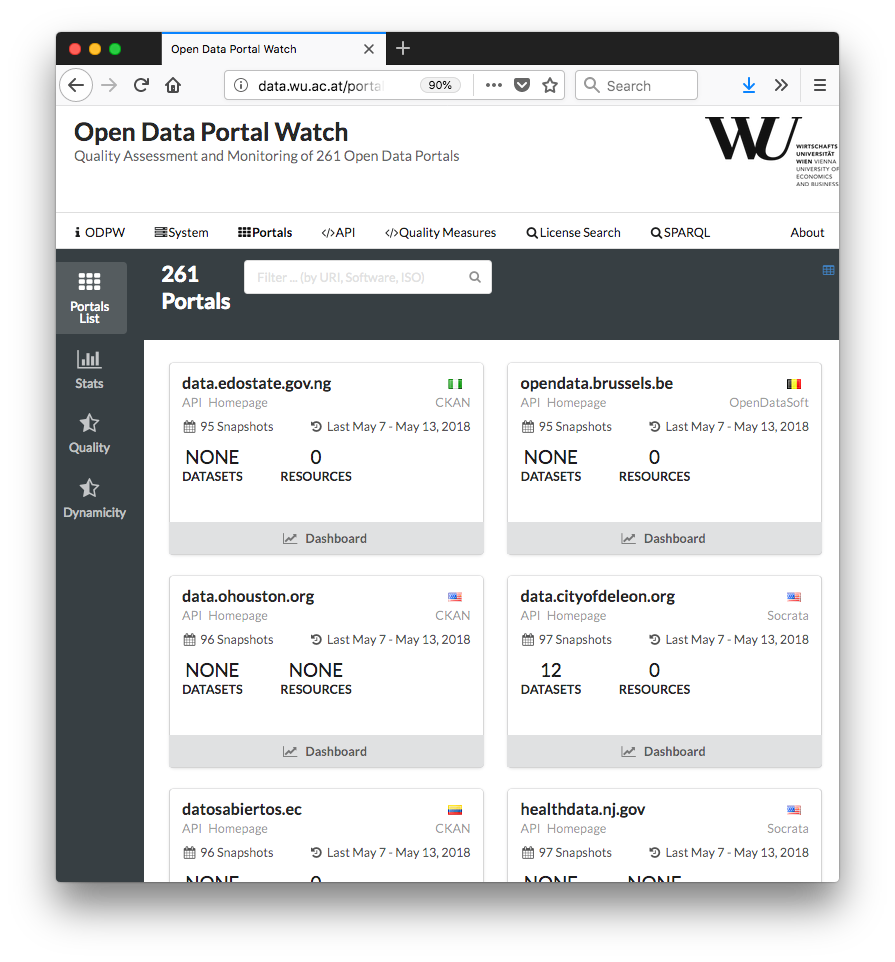 Open Data Portal Watch
data.wu.ac.at/porta
90%
Search
Open Data Portal Watch
Quality Assessment and Monitoring of 261 Open Data Portals
WU
WIRTSCHAFTS
UNIVERSITÄT
WIEN VIENNA
UNIVERSITY OF
ECONOMICS
AND BUSINESS
ODPW System Portals </>API </>Quality Measures License Search SPARQL About
Portals
List
Stats
Quality
Dynamicity
261
Portals
Filter ... (by URI, Software, ISO)
data.edostate.gov.ng
API Homepage CKAN
95 Snapshots Last May 7 - May 13, 2018
NONE 0
DATASETS RESOURCES
Dashboard
opendata.brussels.be
API Homepage OpenDataSoft
95 Snapshots Last May 7 - May 13, 2018
NONE 0
DATASETS RESOURCES
Dashboard
data.ohouston.org
API Homepage CKAN
96 Snapshots Last May 7 - May 13, 2018
NONE NONE
DATASETS RESOURCES
Dashboard
data.cityofdeleon.org
API Homepage Socrata
97 Snapshots Last May 7 - May 13, 2018
12 0
DATASETS RESOURCES
Dashboard
datosabiertos.ec
API Homepage CKAN
96 Snapshots Last May 7 - May 13, 2018
NONE 0
healthdata.nj.gov
API Homepage Socrata
97 Snapshots Last May 7 - May 13, 2018
NONE NONE